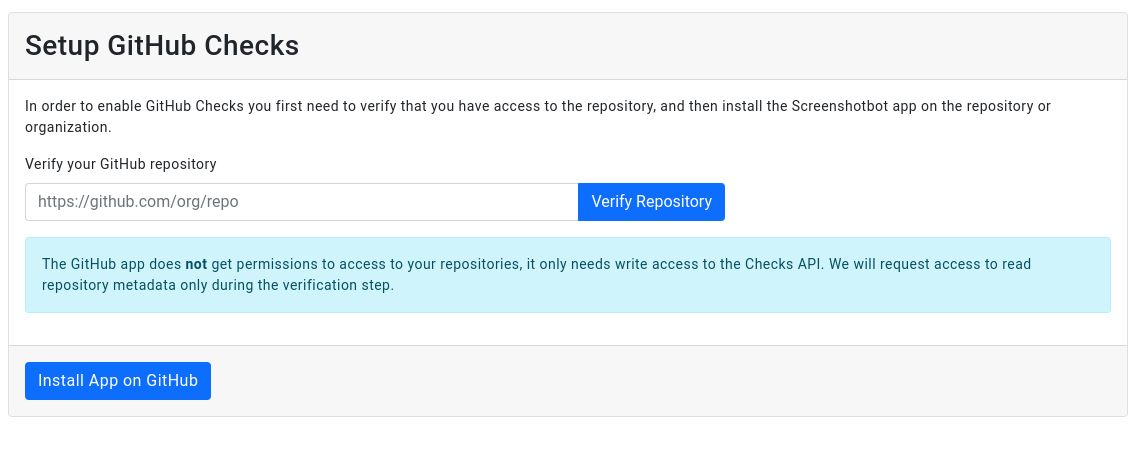 Setup GitHub Checks
In order to enable GitHub Checks you first need to verify that you have access to the repository, and then install the Screenshotbot app on the repository or
organization.
Verify your GitHub repository
https://github.com/org/repo
Verify Repository
The GitHub app does not get permissions to access to your repositories, it only needs write access to the Checks API. We will request access to read
repository metadata only during the verification step.
Install App on GitHub